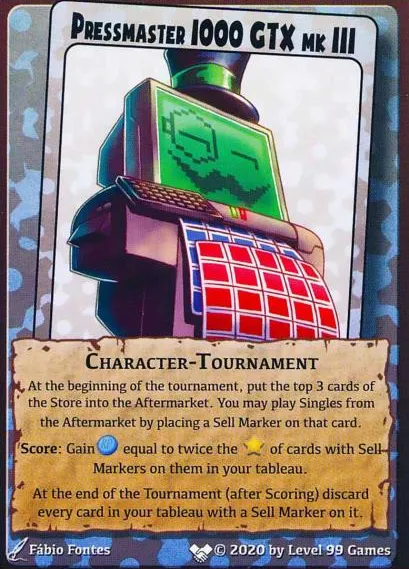 PRESSMASTER 1000 GTX MK III
CHARACTER-TOURNAMENT
At the beginning of the tournament, put the top 3 cards of
the Store into the Aftermarket. You may play Singles from
the Aftermarket by placing a Sell Marker on that card.
Score: Gain VP equal to twice the of cards with Sell
Markers on them in your tableau.
At the end of the Tournament (after Scoring) discard
every card in your tableau with a Sell Marker on it.
Fábio Fontes
© 2020 by Level 99 Games